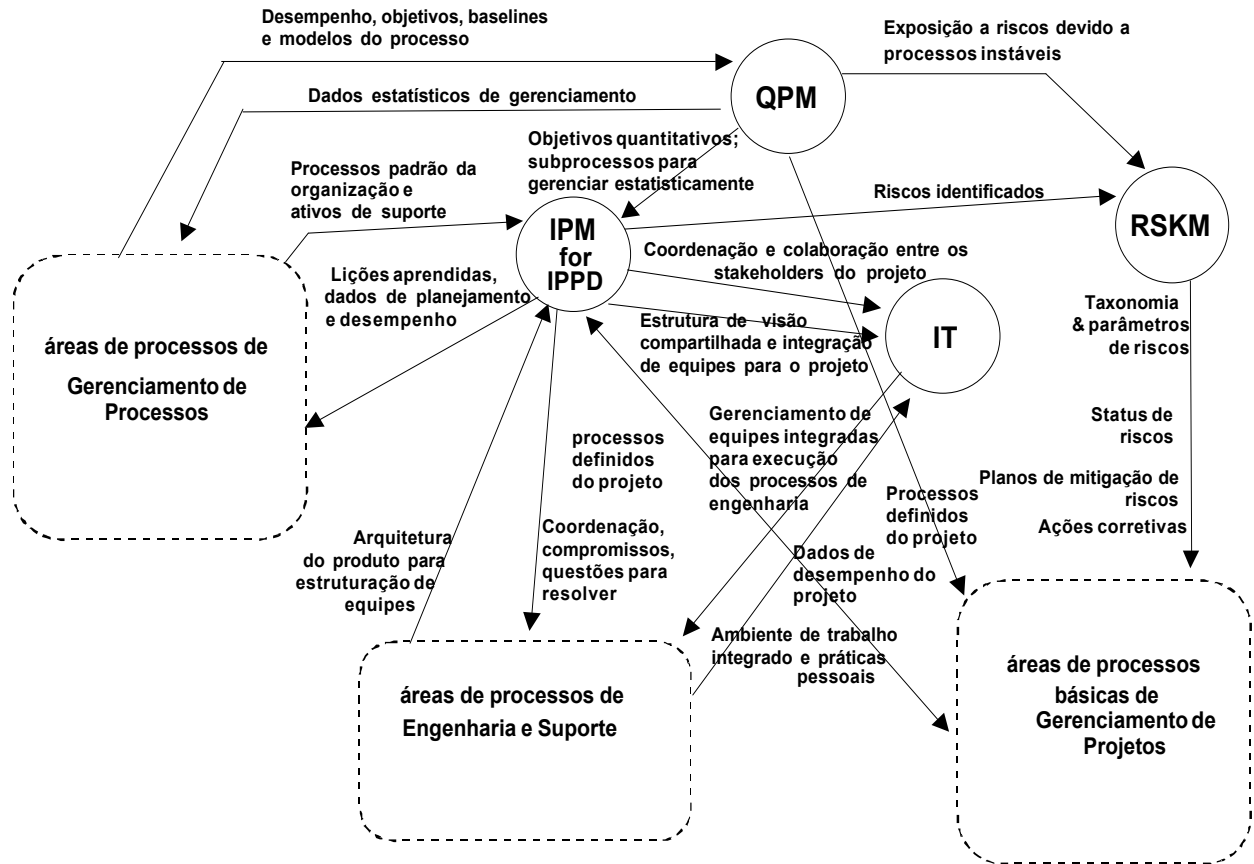 Desempenho, objetivos, baselines
e modelos do processo
Exposição a riscos devido a
processos instáveis
QPM
Dados estatísticos de gerenciamento
Objetivos quantitativos;
subprocessos para
gerenciar estatisticamente
Processos padrão da
organização e
ativos de suporte
Riscos identificados
RSKM
IPM
for
IPPD
Coordenação e colaboração entre os
stakeholders do projeto
Lições aprendidas,
dados de planejamento
e desempenho
Taxonomia
& parâmetros
de riscos
Estrutura de visão
compartilhada e integração
de equipes para o projeto
IT
áreas de processos de
Gerenciamento de
Processos
Gerenciamento de
equipes integradas
para execução
dos processos de
engenharia
Status de
riscos
processos
definidos
do projeto
Planos de mitigação de
riscos
Processos
definidos
do projeto
Ações corretivas
Arquitetura
do produto para
estruturação de
equipes
Coordenação,
compromissos,
questões para
resolver
Dados de
desempenho do
projeto
Ambiente de trabalho
integrado e práticas
pessoais
áreas de processos de
Engenharia e Suporte
áreas de processos
básicas de
Gerenciamento de
Projetos